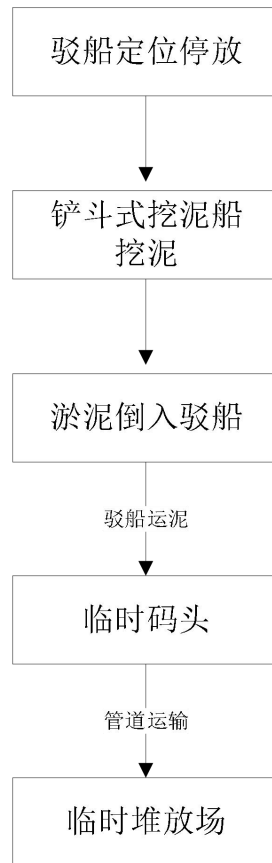 驳船定位停放
铲斗式挖泥船
挖泥
淤泥倒入驳船
驳船运泥
临时码头
管道运输
临时堆放场